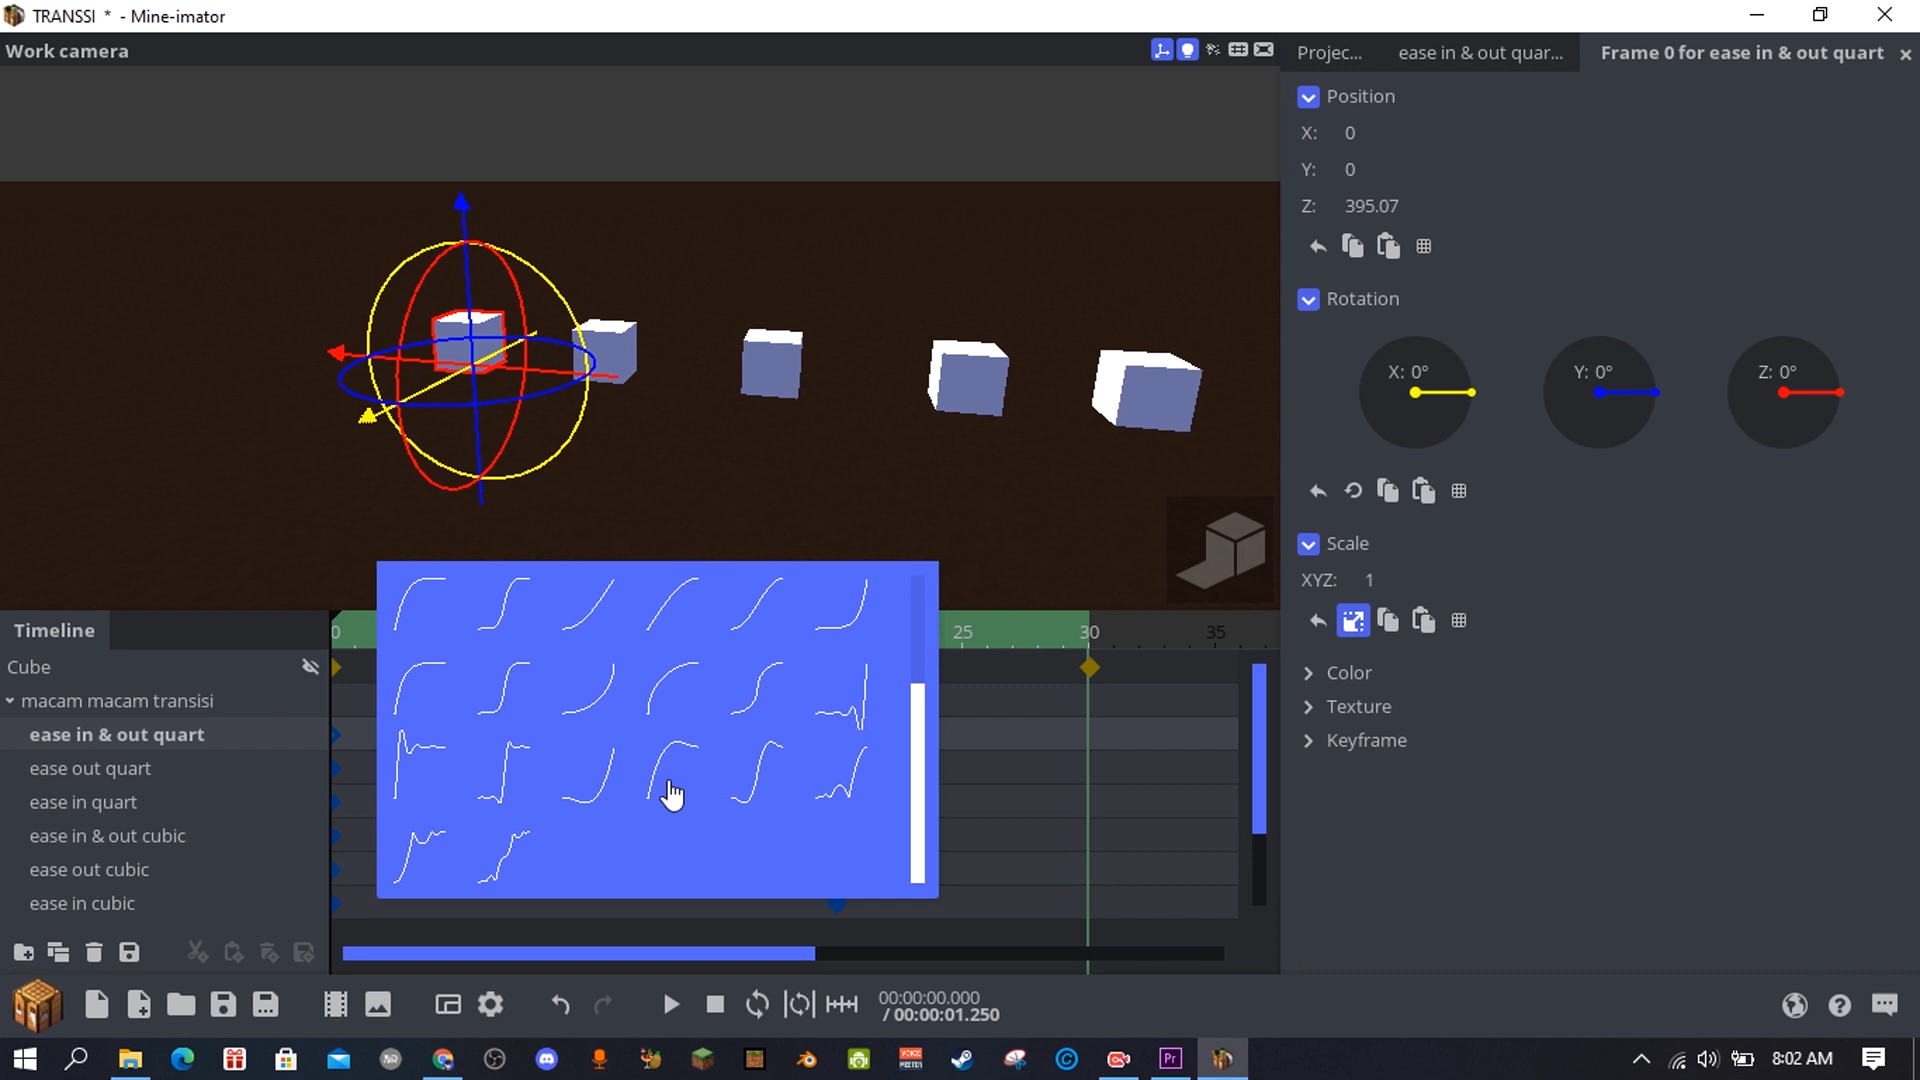 TRANSSI * - Mine-imator
Work camera
Projec...
ease in & out quar...
Frame 0 for ease in & out quart
Position
X: 0
Y: 0
Z: 395.07
Rotation
X: 0°
Y: 0°
Z: 0°
Scale
XYZ: 1
Color
Texture
Keyframe
Timeline
0
25
30
35
Cube
macam macam transisi
ease in & out quart
ease out quart
ease in quart
ease in & out cubic
ease out cubic
ease in cubic
00:00:00.000
/ 00:00:01.250
Pr
8:02 AM